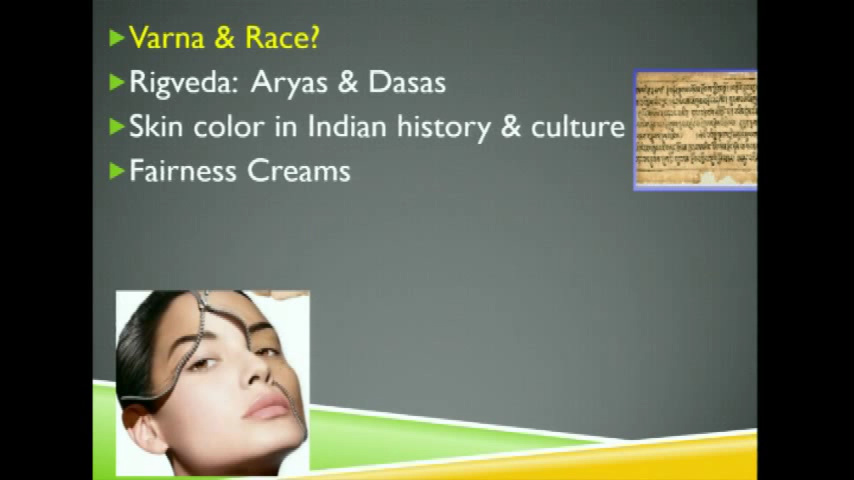 Varna & Race?
Rigveda: Aryas & Dasas
Skin color in Indian history & culture
Fairness Creams